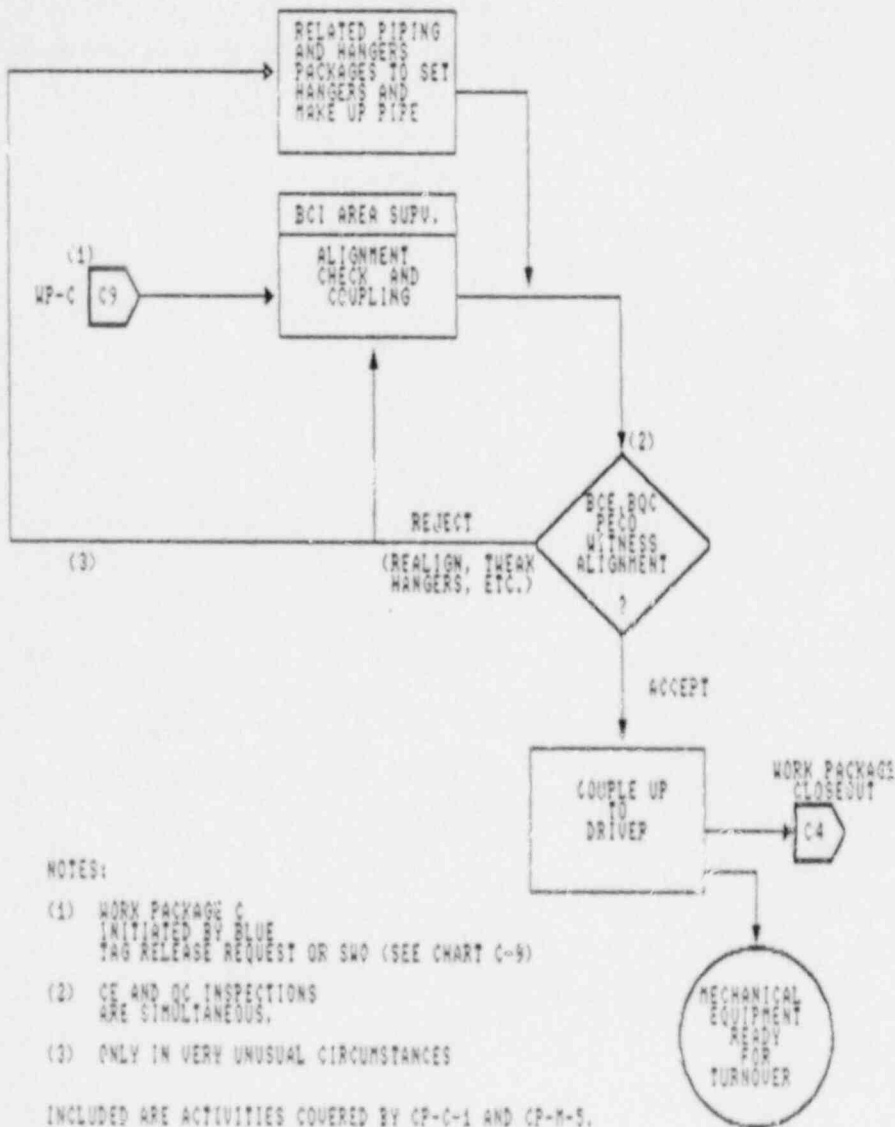 RELATED PIPING
AND HANGERS
PACKAGES TO SET
HANGERS AND
MAKE UP PIPE
BCI AREA SUPV.
(1)
WP-C C9
ALIGNMENT
CHECK AND
COUPLING
(2)
BCE,BQC
PECO
WITNESS
ALIGNMENT
?
REJECT
(3)
(REALIGN, TWEAK
HANGERS, ETC.)
ACCEPT
COUPLE UP
TO
DRIVER
WORK PACKAGE
CLOSEOUT
C4
NOTES:
(1) WORK PACKAGE C
INITIATED BY BLUE
TAG RELEASE REQUEST OR SWO (SEE CHART C-9)
(2) CE AND QC INSPECTIONS
ARE SIMULTANEOUS.
(3) ONLY IN VERY UNUSUAL CIRCUMSTANCES
MECHANICAL
EQUIPMENT
READY
FOR
TURNOVER
INCLUDED ARE ACTIVITIES COVERED BY CP-C-1 AND CP-M-5.